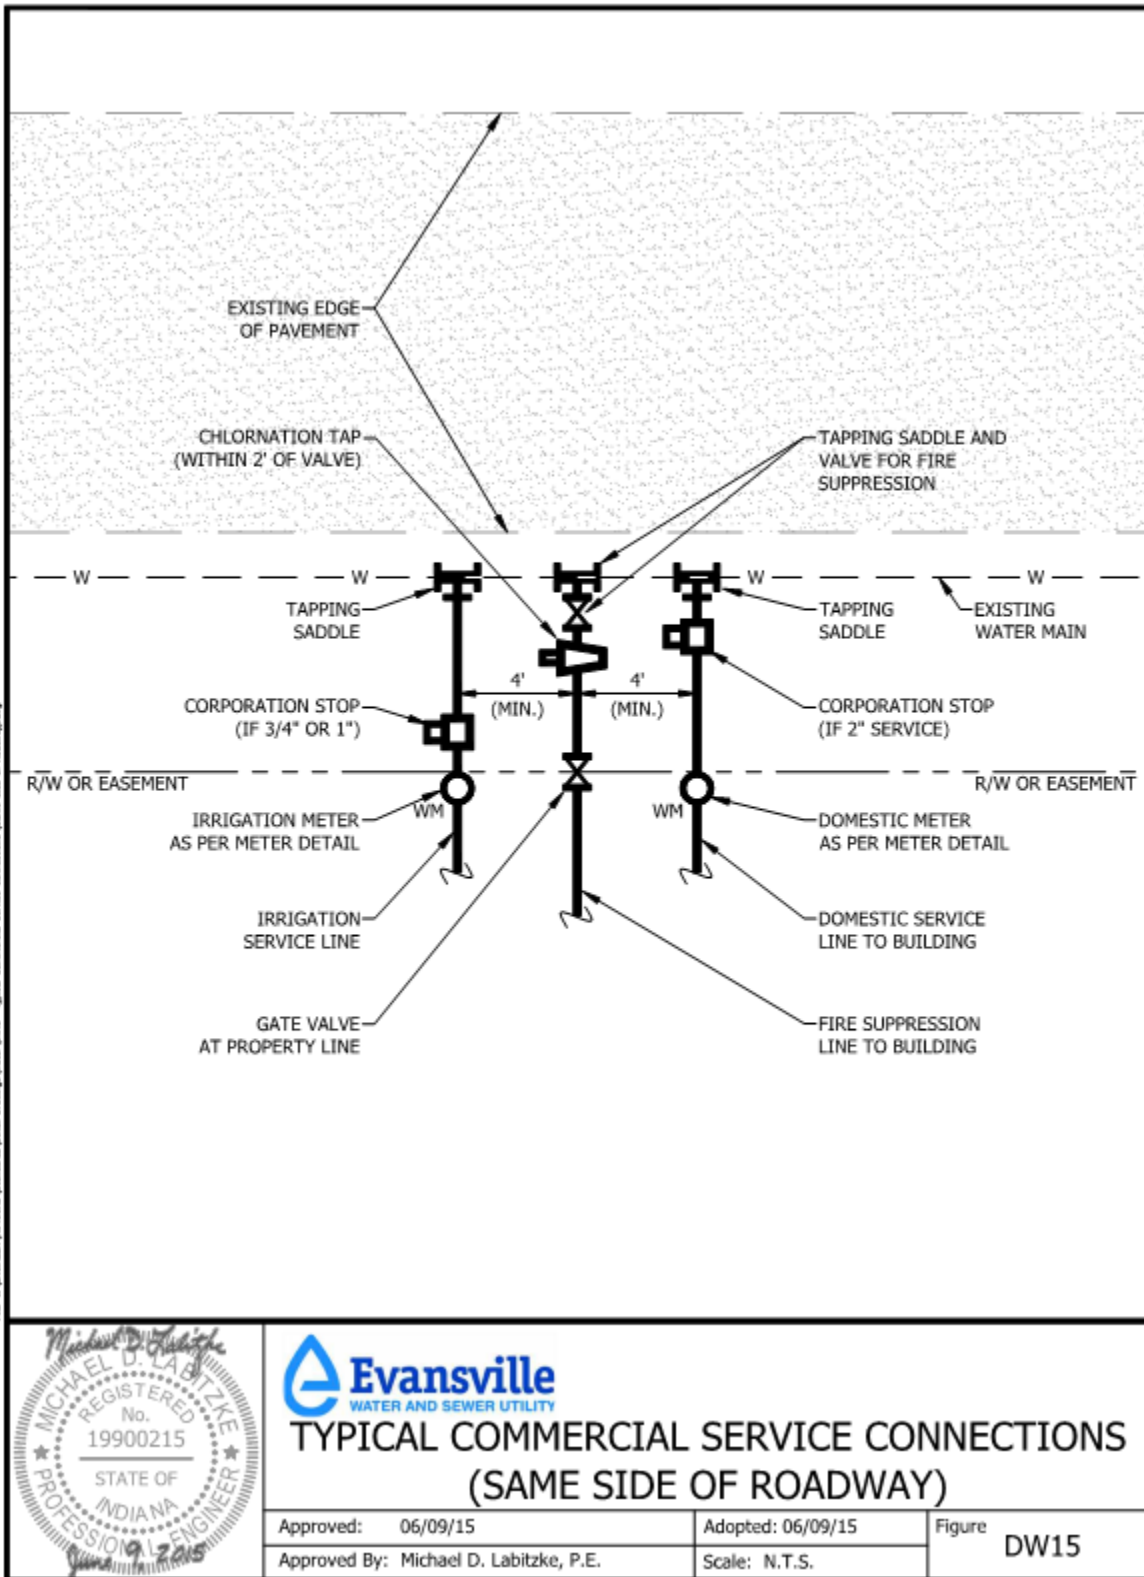 EXISTING EDGE
OF PAVEMENT
CHLORNATION TAP
(WITHIN 2' OF VALVE)
TAPPING SADDLE AND
VALVE FOR FIRE
SUPPRESSION
W
W
W
W
TAPPING
SADDLE
TAPPING
SADDLE
EXISTING
WATER MAIN
4'
(MIN.)
4'
(MIN.)
CORPORATION STOP
(IF 3/4" OR 1")
CORPORATION STOP
(IF 2" SERVICE)
R/W OR EASEMENT
R/W OR EASEMENT
WM
WM
IRRIGATION METER
AS PER METER DETAIL
DOMESTIC METER
AS PER METER DETAIL
IRRIGATION
SERVICE LINE
DOMESTIC SERVICE
LINE TO BUILDING
GATE VALVE
AT PROPERTY LINE
FIRE SUPPRESSION
LINE TO BUILDING
Michael D. Labitzke
MICHAEL D. LABITZKE
REGISTERED
No.
19900215
STATE OF
INDIANA
PROFESSIONAL ENGINEER
June 9, 2015
Evansville
WATER AND SEWER UTILITY
TYPICAL COMMERCIAL SERVICE CONNECTIONS
(SAME SIDE OF ROADWAY)
Approved: 06/09/15
Adopted: 06/09/15
Figure
DW15
Approved By: Michael D. Labitzke, P.E.
Scale: N.T.S.